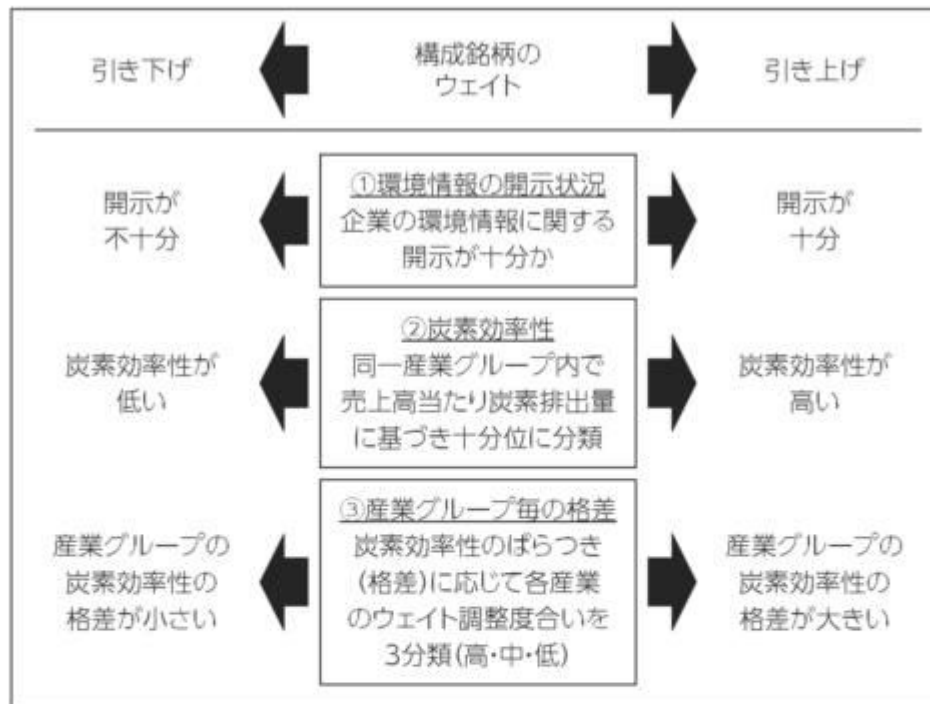 引き下げ
構成銘柄の
ウェイト
引き上げ
開示が
不十分
①環境情報の開示状況
企業の環境情報に関する
開示が十分か
開示が
十分
炭素効率性が
低い
②炭素効率性
同一産業グループ内で
売上高当たり炭素排出量
に基づき十分位に分類
炭素効率性が
高い
産業グループの
炭素効率性の
格差が小さい
③産業グループ毎の格差
炭素効率性のばらつき
(格差)に応じて各産業
のウェイト調整度合いを
3分類(高・中・低)
産業グループの
炭素効率性の
格差が大きい